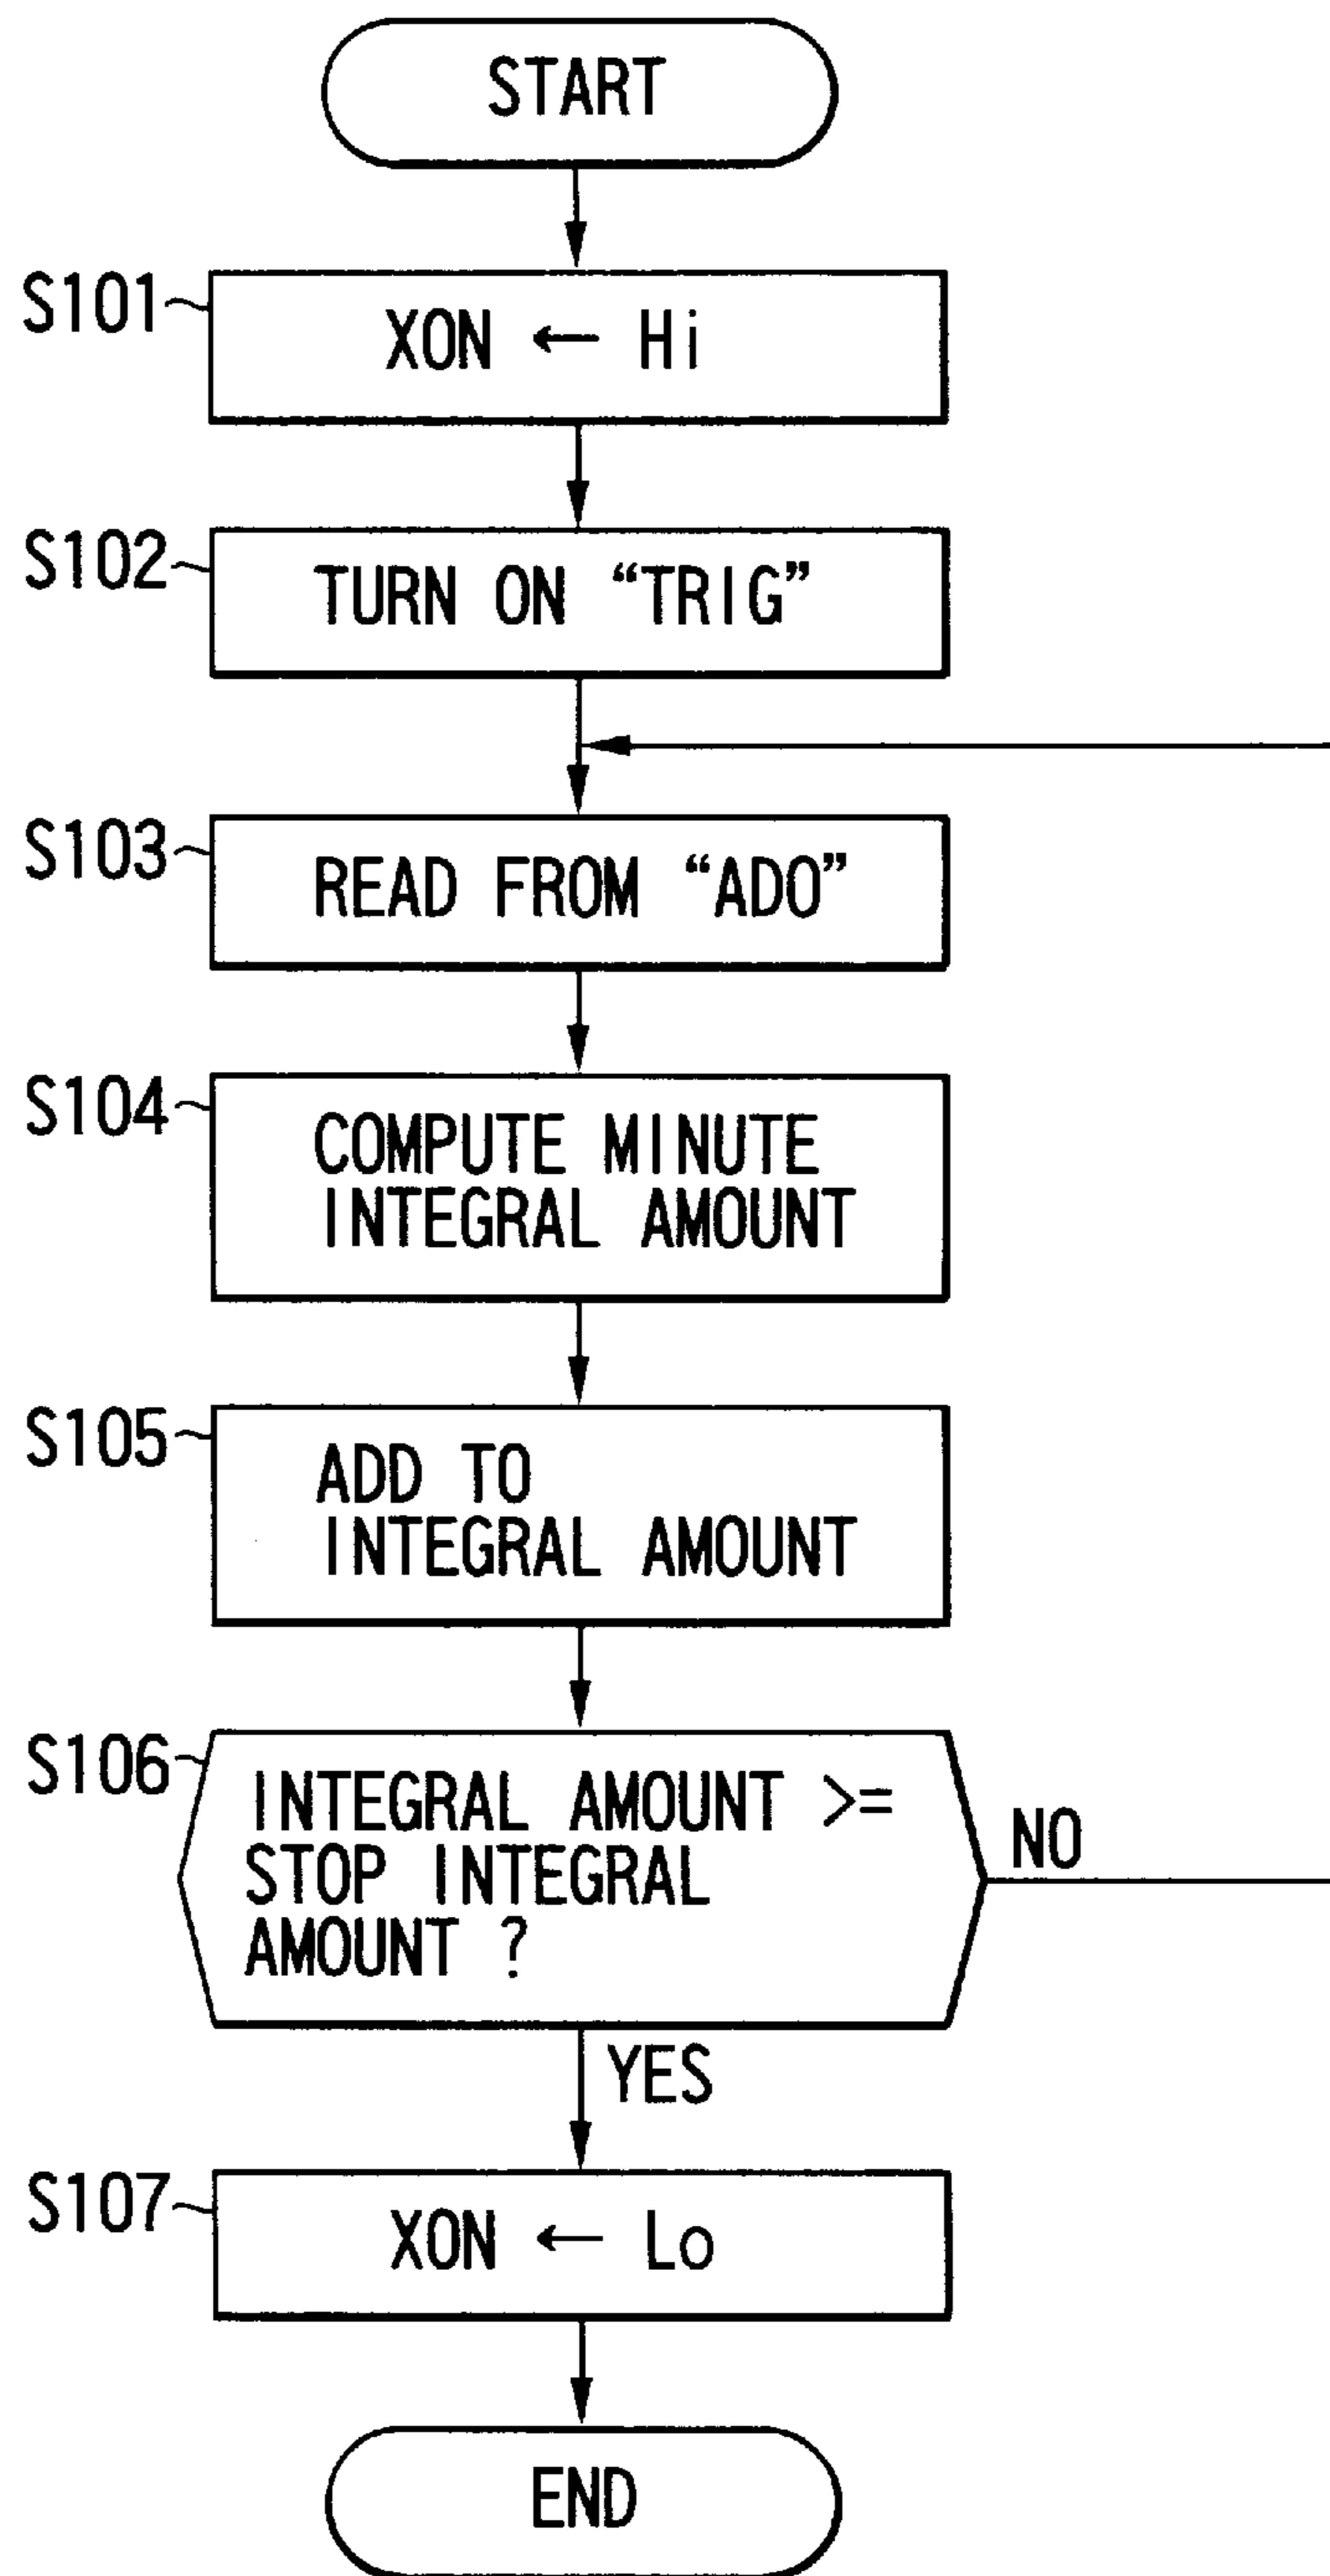 START
S101
XON ← Hi
S102
TURN ON “TRIG”
S103
READ FROM “ADO”
S104
COMPUTE MINUTE
INTEGRAL AMOUNT
S105
ADD TO
INTEGRAL AMOUNT
S106
INTEGRAL AMOUNT >=
STOP INTEGRAL
AMOUNT ?
NO
YES
S107
XON ← Lo
END